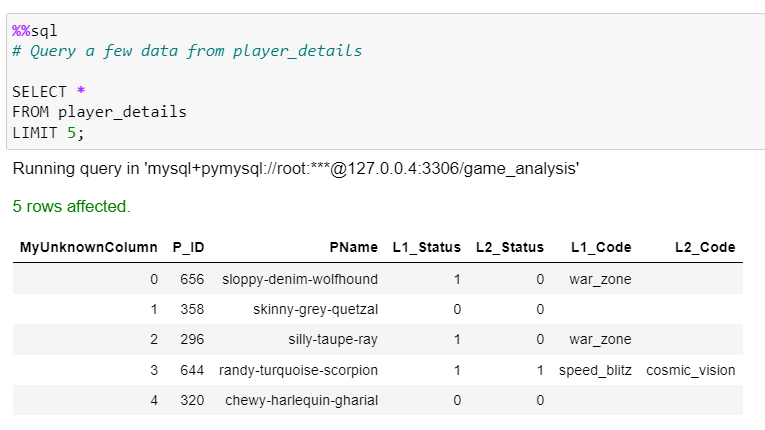 %%sql
# Query a few data from player_details
SELECT *
FROM player_details
LIMIT 5;
Running query in 'mysql+pymysql://root:***@127.0.0.4:3306/game_analysis'
5 rows affected.
MyUnknownColumn P_ID PName L1_Status L2_Status L1_Code L2_Code
0 656 sloppy-denim-wolfhound 1 0 war_zone
1 358 skinny-grey-quetzal 0 0
2 296 silly-taupe-ray 1 0 war_zone
3 644 randy-turquoise-scorpion 1 1 speed_blitz cosmic_vision
4 320 chewy-harlequin-gharial 0 0